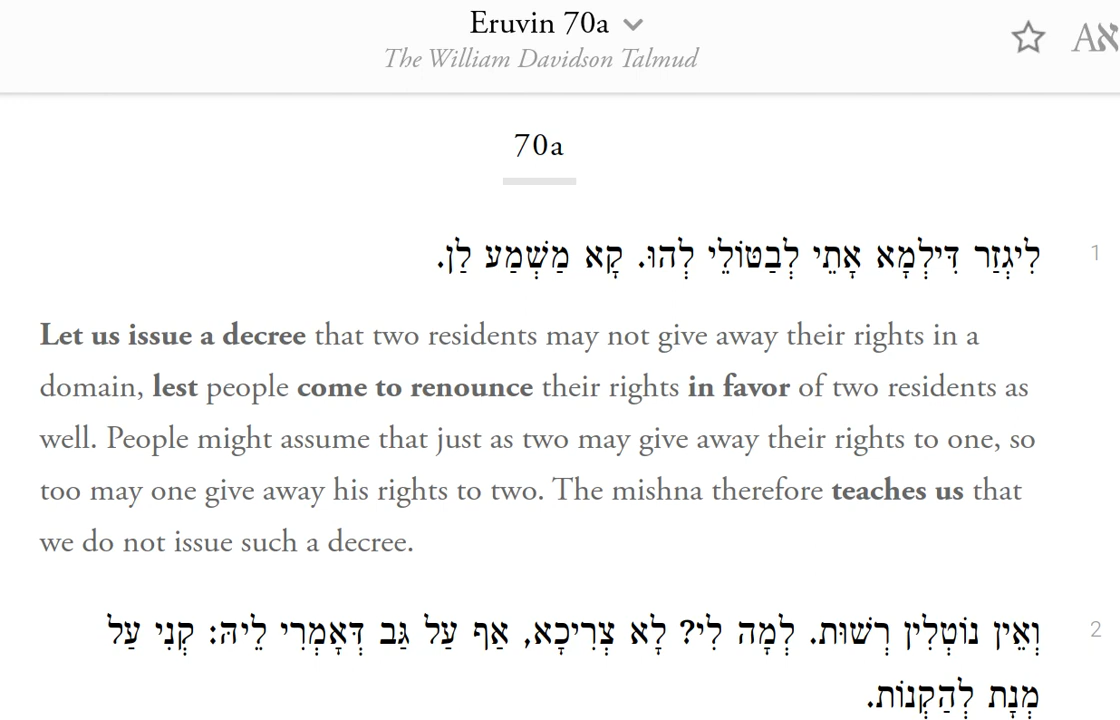 Eruvin 70a
The William Davidson Talmud
Aא
70a
1
לִיגְזַר דִּילְמָא אָתֵי לְבַטּוֹלֵי לְהוּ. קָא מַשְׁמַע לַן.
Let us issue a decree that two residents may not give away their rights in a
domain, lest people come to renounce their rights in favor of two residents as
well. People might assume that just as two may give away their rights to one, so
too may one give away his rights to two. The mishna therefore teaches us that
we do not issue such a decree.
2
וְאֵין נוֹטְלִין רְשׁוּת. לְמָה לִי? לָא צְרִיכָא, אַף עַל גַּב דְּאָמְרִי לֵיהּ: קְנִי עַל
מְנָת לְהַקְנוֹת.